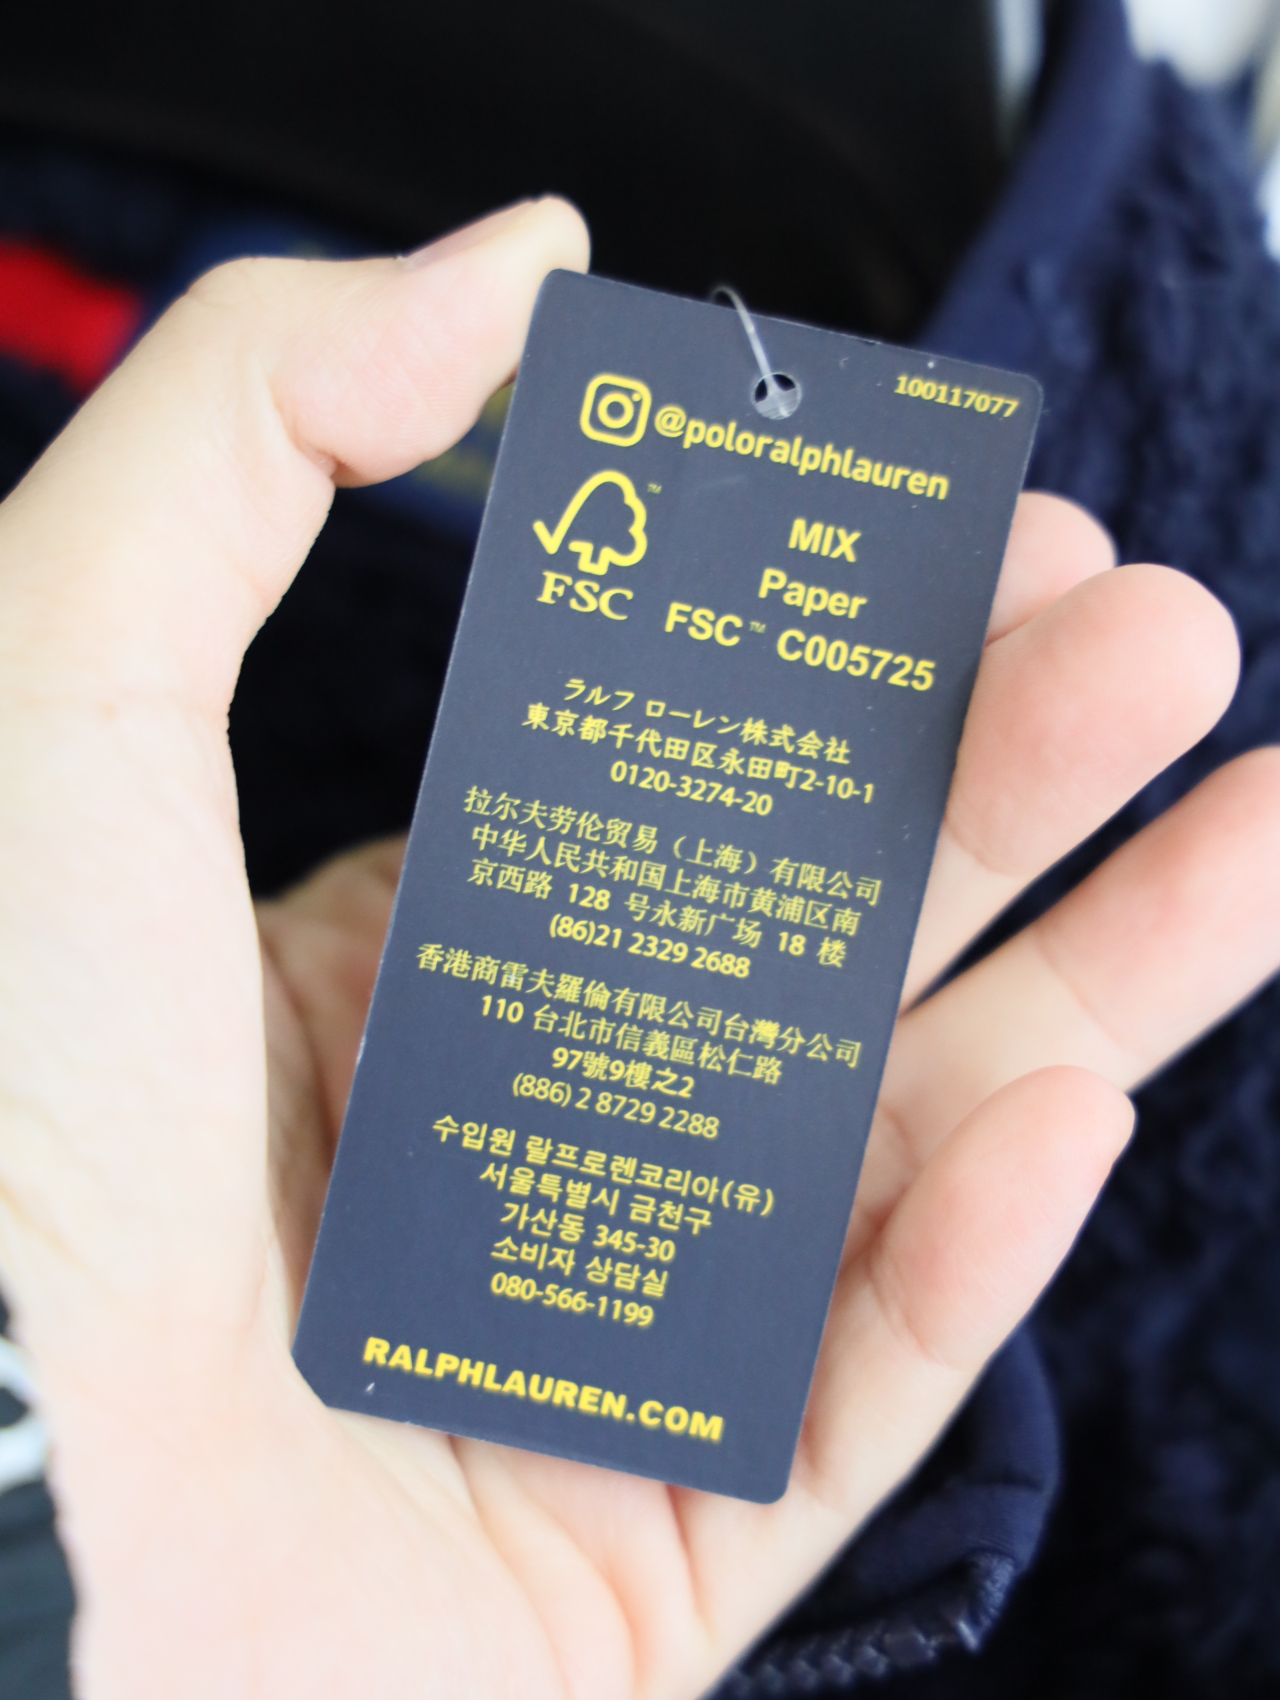 100117077
@poloralphlauren
™
FSC
MIX
Paper
FSC™ C005725
ラルフ ローレン株式会社
東京都千代田区永田町2-10-1
0120-3274-20
拉尔夫劳伦贸易（上海）有限公司
中华人民共和国上海市黄浦区南
京西路 128 号永新广场 18 楼
(86)21 2329 2688
香港商雷夫羅倫有限公司台灣分公司
110 台北市信義區松仁路
97號9樓之2
(886) 2 8729 2288
수입원 랄프로렌코리아(유)
서울특별시 금천구
가산동 345-30
소비자 상담실
080-566-1199
RALPHLAUREN.COM